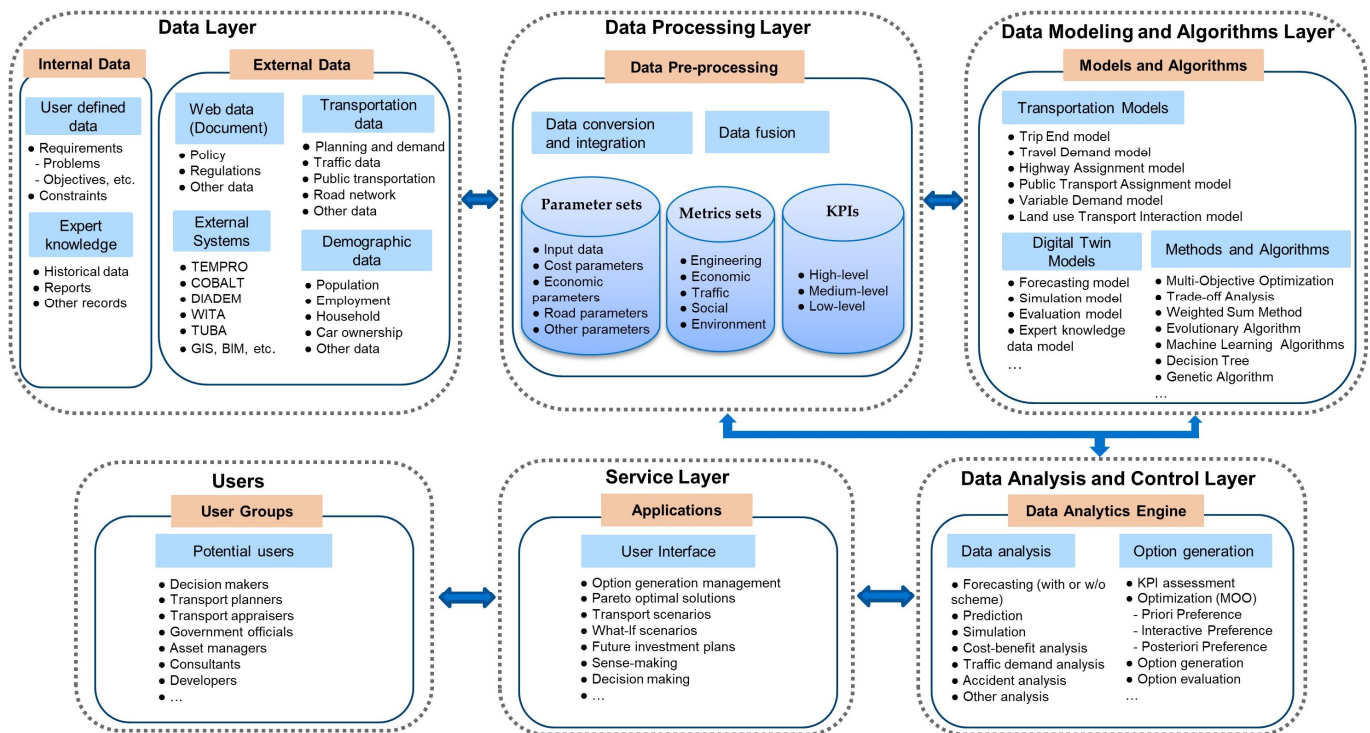 Data Layer
Internal Data
User defined
data
● Requirements
- Problems
- Objectives, etc.
● Constraints
Expert
knowledge
● Historical data
● Reports
● Other records
External Data
Web data
(Document)
● Policy
● Regulations
● Other data
External
Systems
● TEMPRO
● COBALT
● DIADEM
● WITA
● TUBA
● GIS, BIM, etc.
Transportation
data
● Planning and demand
● Traffic data
● Public transportation
● Road network
● Other data
Demographic
data
● Population
● Employment
● Household
● Car ownership
● Other data
Data Processing Layer
Data Pre-processing
Data conversion
and integration
Data fusion
Parameter sets
● Input data
● Cost parameters
● Economic
parameters
● Road parameters
● Other parameters
Metrics sets
● Engineering
● Economic
● Traffic
● Social
● Environment
KPIs
● High-level
● Medium-level
● Low-level
Data Modeling and Algorithms Layer
Models and Algorithms
Transportation Models
● Trip End model
● Travel Demand model
● Highway Assignment model
● Public Transport Assignment model
● Variable Demand model
● Land use Transport Interaction model
Digital Twin
Models
● Forecasting model
● Simulation model
● Evaluation model
● Expert knowledge
data model
…
Methods and Algorithms
● Multi-Objective Optimization
● Trade-off Analysis
● Weighted Sum Method
● Evolutionary Algorithm
● Machine Learning Algorithms
● Decision Tree
● Genetic Algorithm
…
Users
User Groups
Potential users
● Decision makers
● Transport planners
● Transport appraisers
● Government officials
● Asset managers
● Consultants
● Developers
● …
Service Layer
Applications
User Interface
● Option generation management
● Pareto optimal solutions
● Transport scenarios
● What-If scenarios
● Future investment plans
● Sense-making
● Decision making
● …
Data Analysis and Control Layer
Data Analytics Engine
Data analysis
● Forecasting (with or w/o
scheme)
● Prediction
● Simulation
● Cost-benefit analysis
● Traffic demand analysis
● Accident analysis
● Other analysis
Option generation
● KPI assessment
● Optimization (MOO)
- Priori Preference
- Interactive Preference
- Posteriori Preference
● Option generation
● Option evaluation
…